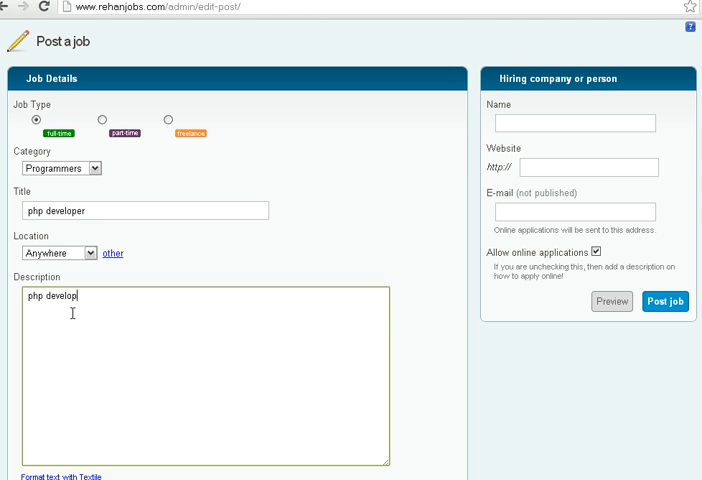 www.rehanjobs.com/admin/edit-post/
?
Post a job
Job Details
Job Type
full-time part-time freelance
Category
Programmers
Title
php developer
Location
Anywhere other
Description
php develop
Format text with Textile
Hiring company or person
Name
Website
http://
E-mail (not published)
Online applications will be sent to this address.
Allow online applications
If you are unchecking this, then add a description on
how to apply online!
Preview Post job